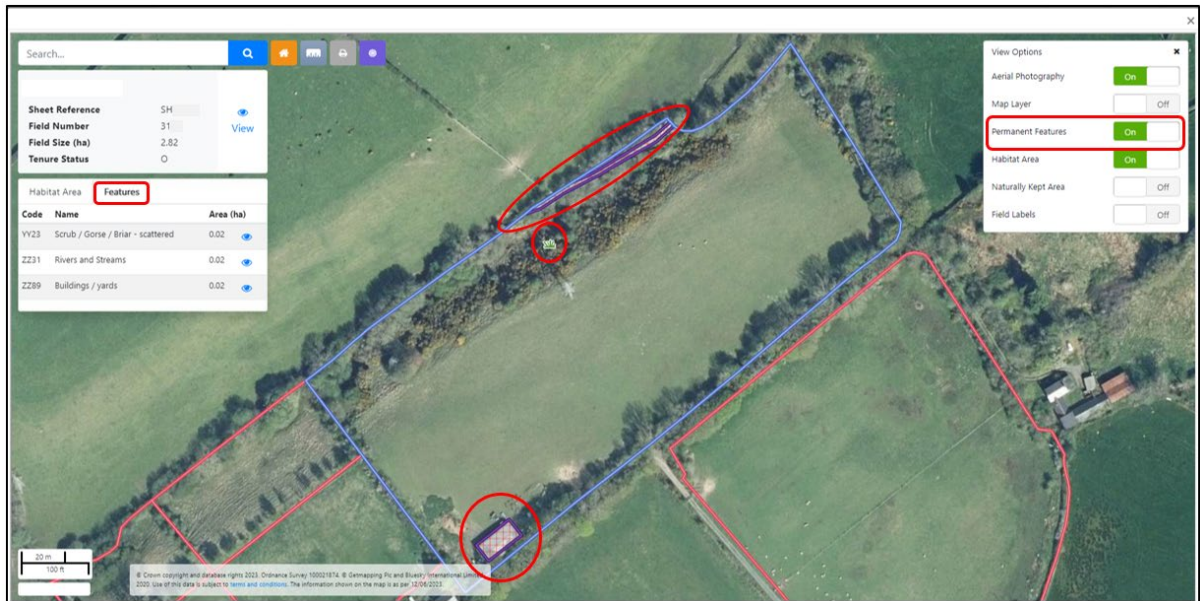 ×
Search...
Sheet Reference SH
Field Number 31
Field Size (ha) 2.82
Tenure Status O
View
Habitat Area Features
Code Name Area (ha)
YY23 Scrub / Gorse / Briar - scattered 0.02
ZZ31 Rivers and Streams 0.02
ZZ89 Buildings / yards 0.02
View Options ×
Aerial Photography On
Map Layer Off
Permanent Features On
Habitat Area On
Naturally Kept Area Off
Field Labels Off
20 m
100 ft
© Crown copyright and database rights 2023. Ordnance Survey 100021874. © Getmapping Plc and Bluesky International Limited
2020. Use of this data is subject to terms and conditions. The information shown on the map is as per 12/06/2023.